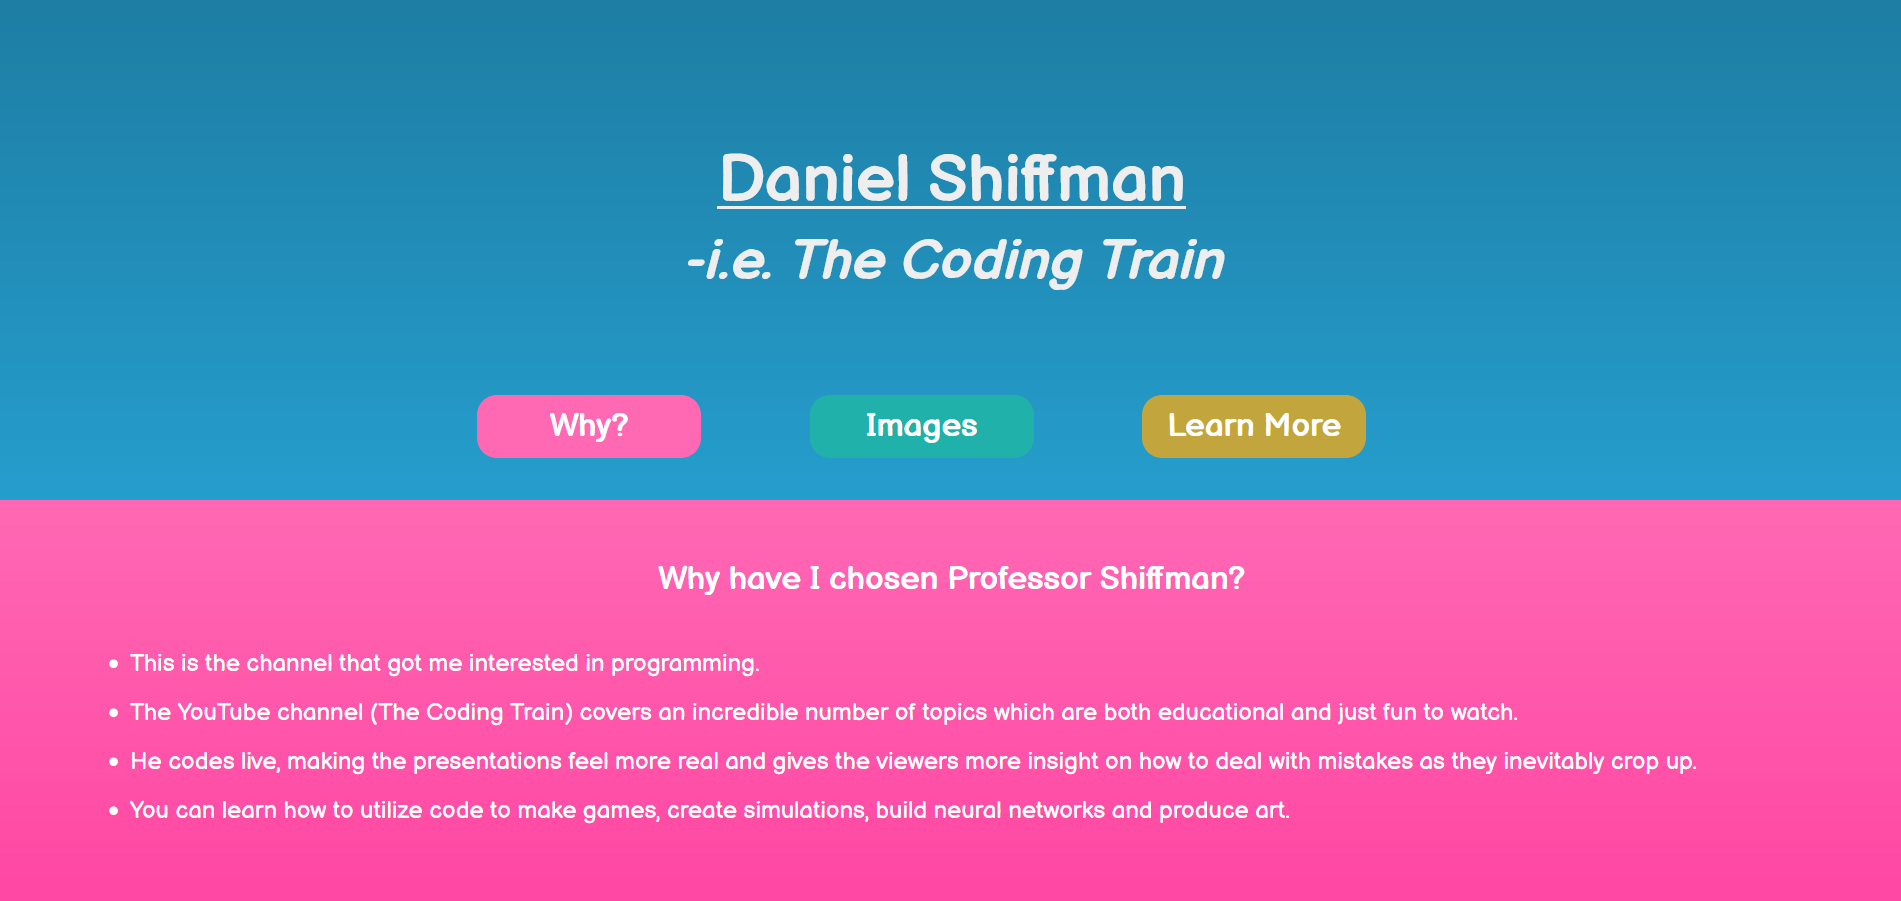 Daniel Shiffman
-i.e. The Coding Train
Why?
Images
Learn More
Why have I chosen Professor Shiffman?
• This is the channel that got me interested in programming.
• The YouTube channel (The Coding Train) covers an incredible number of topics which are both educational and just fun to watch.
• He codes live, making the presentations feel more real and gives the viewers more insight on how to deal with mistakes as they inevitably crop up.
• You can learn how to utilize code to make games, create simulations, build neural networks and produce art.